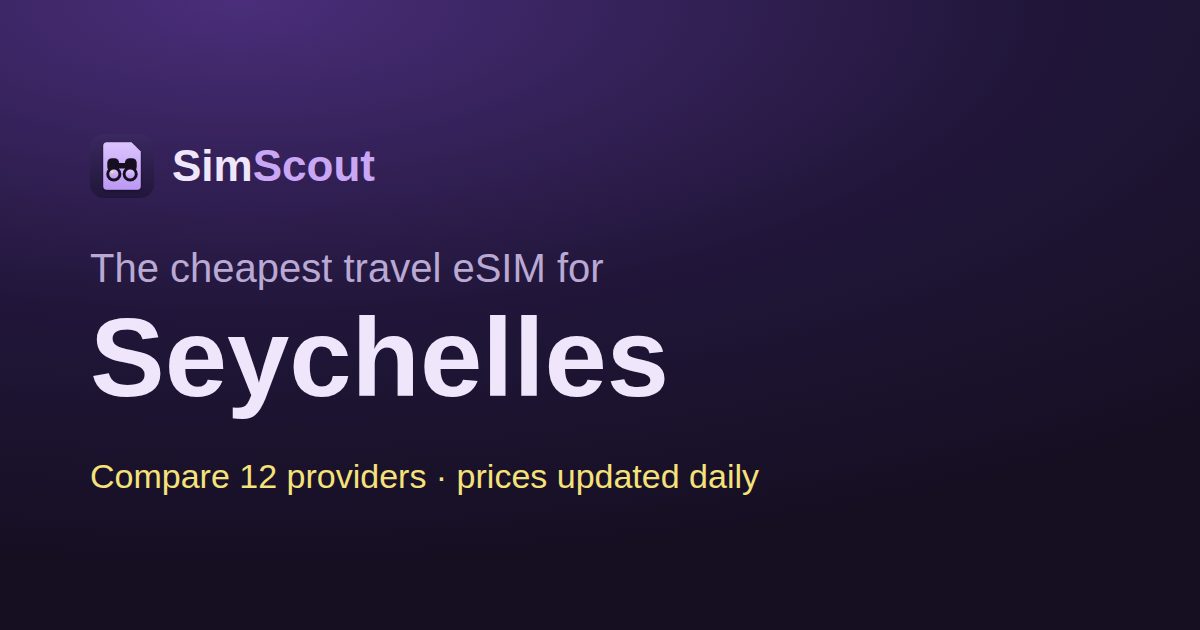 SimScout
The cheapest travel eSIM for
Seychelles
Compare 12 providers · prices updated daily